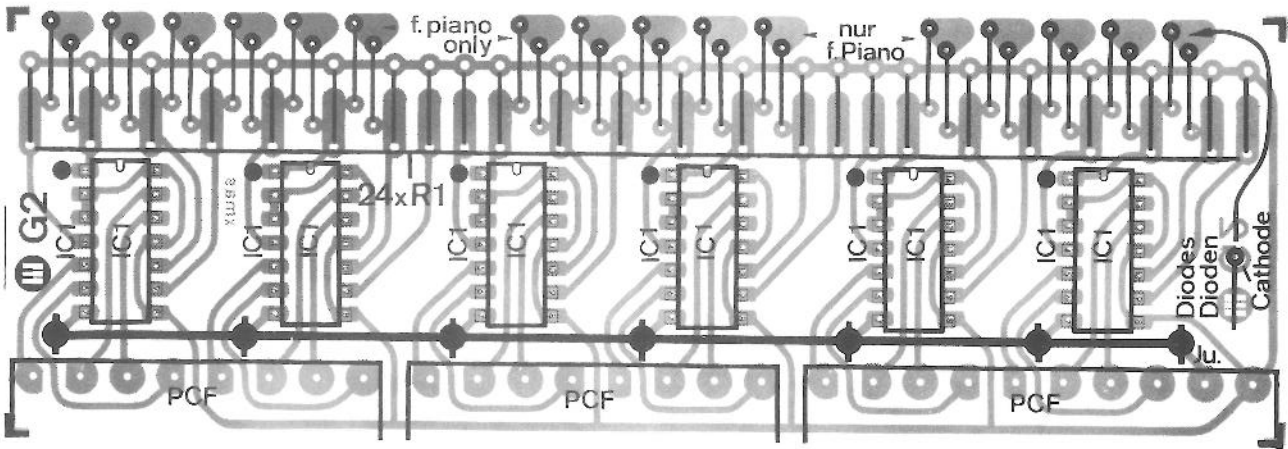 f. piano
only
nur
f. Piano
24xR1
G2
IC1
IC1
IC1
IC1
IC1
IC1
IC1
IC1
IC1
IC1
IC1
IC1
Diodes
Dioden
Cathode
Ju.
PCF
PCF
PCF